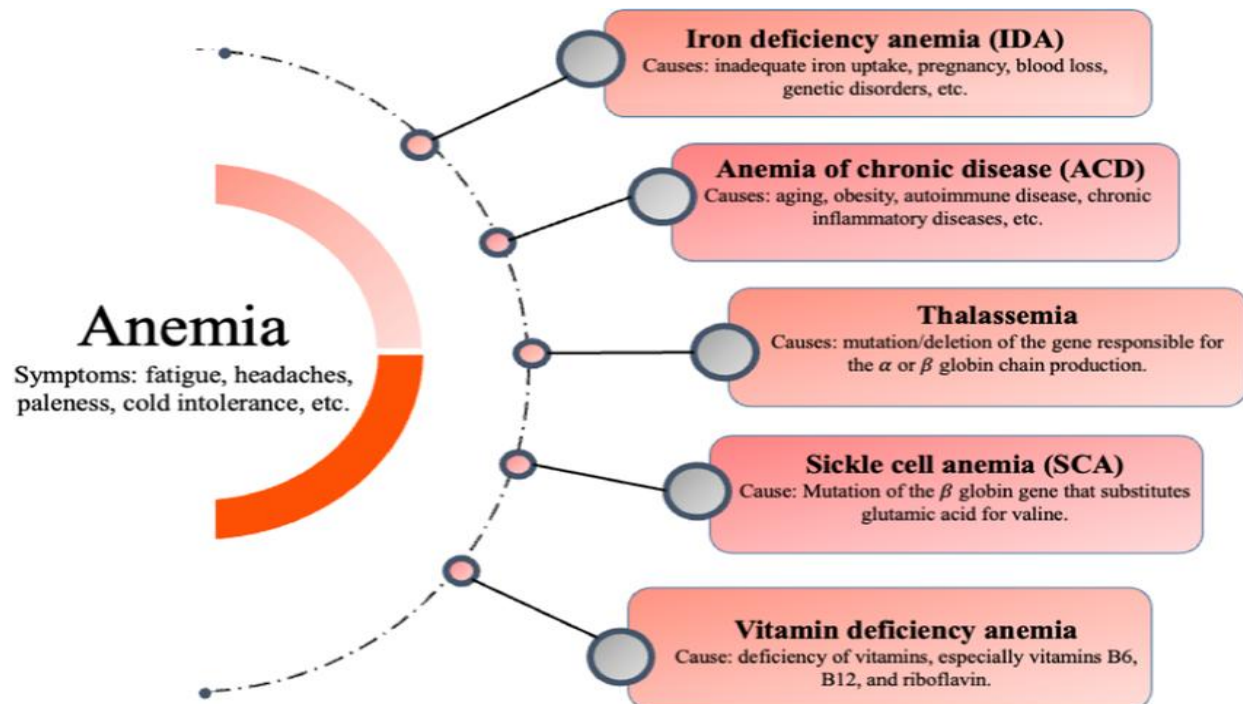 Iron deficiency anemia (IDA)
Causes: inadequate iron uptake, pregnancy, blood loss,
genetic disorders, etc.
Anemia of chronic disease (ACD)
Causes: aging, obesity, autoimmune disease, chronic
inflammatory diseases, etc.
Anemia
Symptoms: fatigue, headaches,
paleness, cold intolerance, etc.
Thalassemia
Causes: mutation/deletion of the gene responsible for
the α or β globin chain production.
Sickle cell anemia (SCA)
Cause: Mutation of the β globin gene that substitutes
glutamic acid for valine.
Vitamin deficiency anemia
Cause: deficiency of vitamins, especially vitamins B6,
B12, and riboflavin.